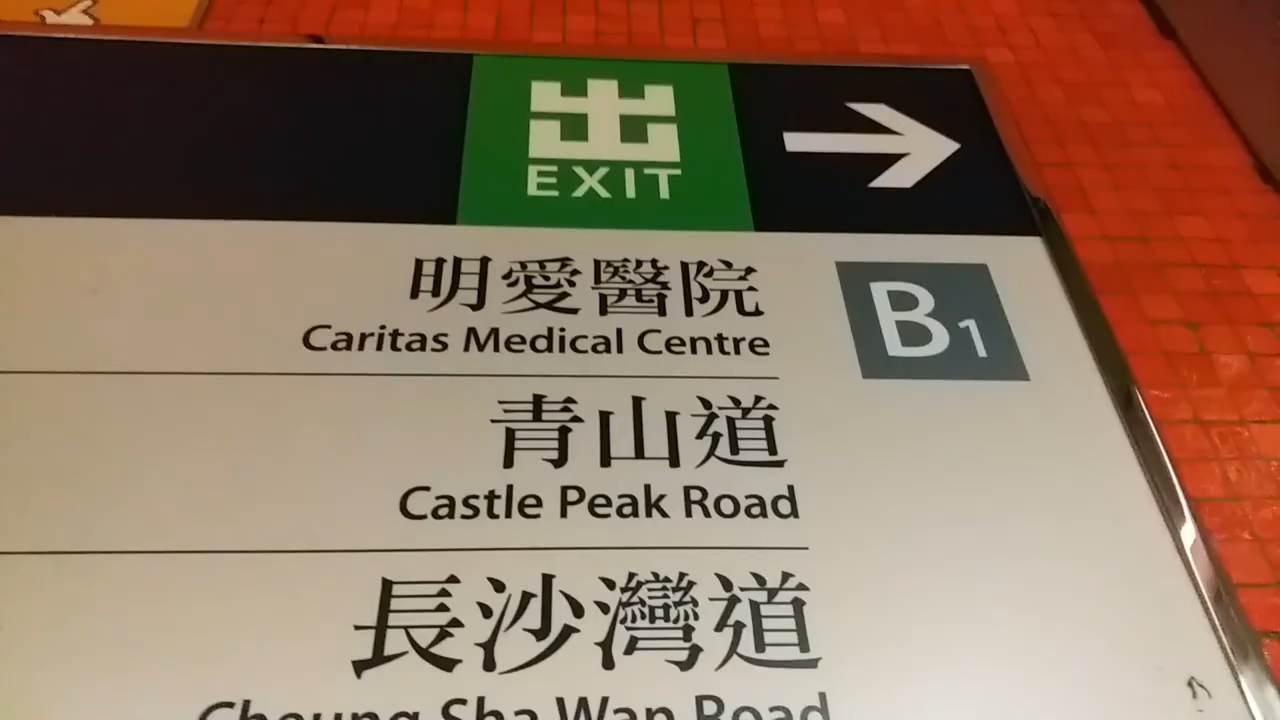 出
EXIT
明愛醫院
Caritas Medical Centre
B1
青山道
Castle Peak Road
長沙灣道
Cheung Sha Wan Road